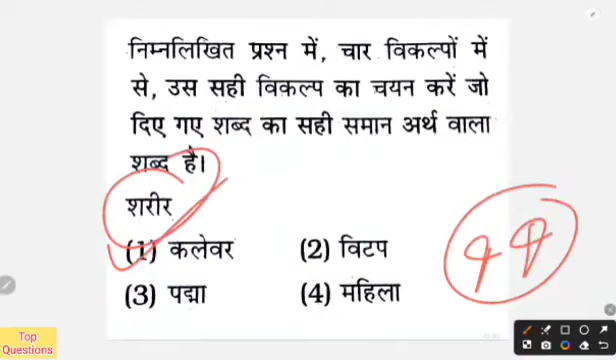 निम्नलिखित प्रश्न में, चार विकल्पों में
से, उस सही विकल्प का चयन करें जो
दिए गए शब्द का सही समान अर्थ वाला
शब्द है।
शरीर
(1) कलेवर (2) विटप
(3) पद्मा (4) महिला
Top
Questions